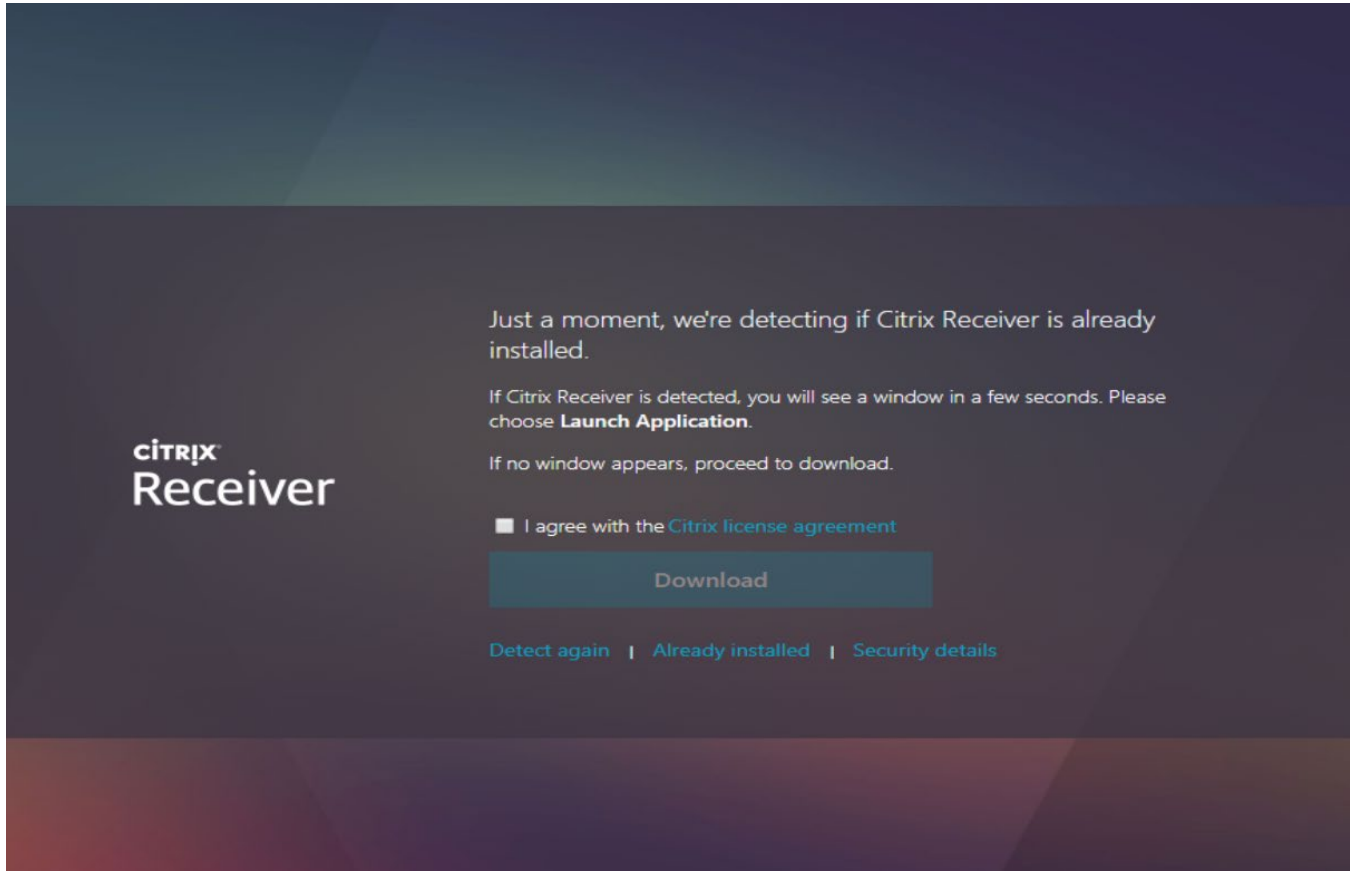 Just a moment, we're detecting if Citrix Receiver is already
installed.
If Citrix Receiver is detected, you will see a window in a few seconds. Please
choose Launch Application.
If no window appears, proceed to download.
CİTRIX
Receiver
I agree with the Citrix license agreement
Download
Detect again | Already installed | Security details